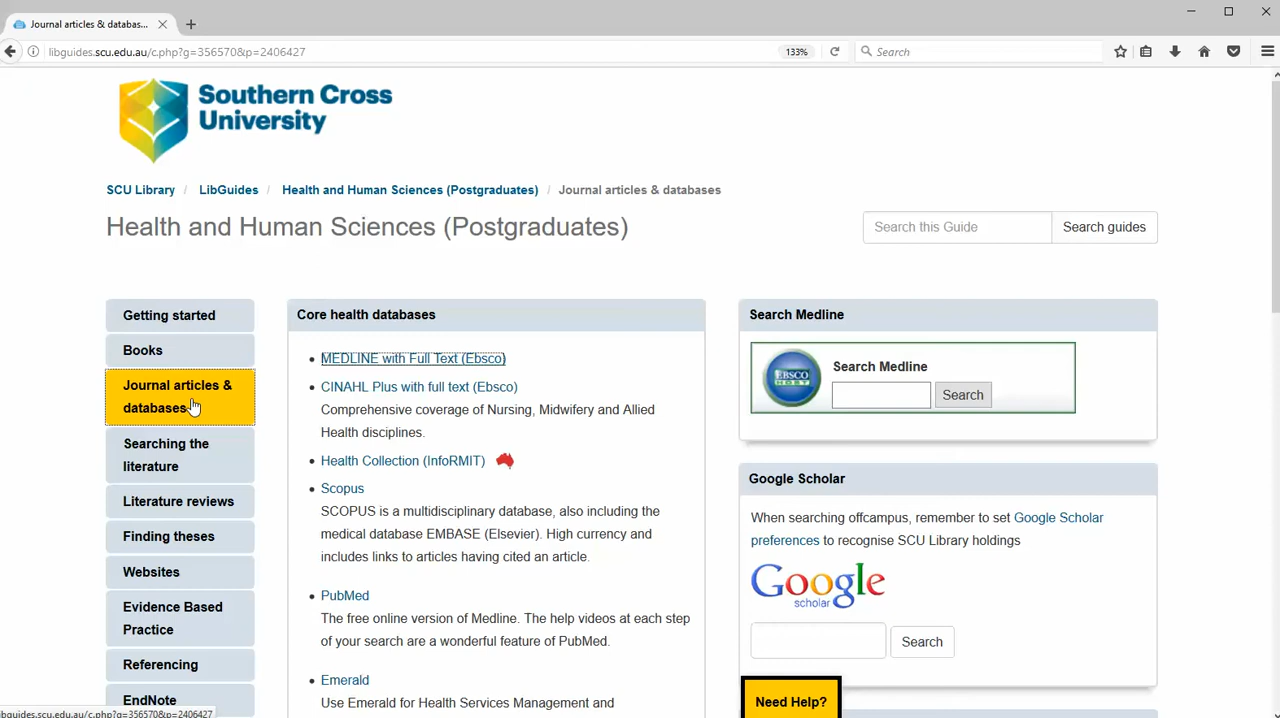 Journal articles & databas...
libguides.scu.edu.au/c.php?g=356570&p=2406427
133%
Search
Southern Cross
University
SCU Library / LibGuides / Health and Human Sciences (Postgraduates) / Journal articles & databases
Health and Human Sciences (Postgraduates)
Search this Guide
Search guides
Getting started
Books
Journal articles &
databases
Searching the
literature
Literature reviews
Finding theses
Websites
Evidence Based
Practice
Referencing
EndNote
Core health databases
MEDLINE with Full Text (Ebsco)
CINAHL Plus with full text (Ebsco)
Comprehensive coverage of Nursing, Midwifery and Allied
Health disciplines.
Health Collection (InfoRMIT)
Scopus
SCOPUS is a multidisciplinary database, also including the
medical database EMBASE (Elsevier). High currency and
includes links to articles having cited an article.
PubMed
The free online version of Medline. The help videos at each step
of your search are a wonderful feature of PubMed.
Emerald
Use Emerald for Health Services Management and
Search Medline
EBSCO
HOST
Search Medline
Search
Google Scholar
When searching offcampus, remember to set Google Scholar
preferences to recognise SCU Library holdings
Google
scholar
Search
Need Help?
libguides.scu.edu.au/c.php?g=356570&p=2406427